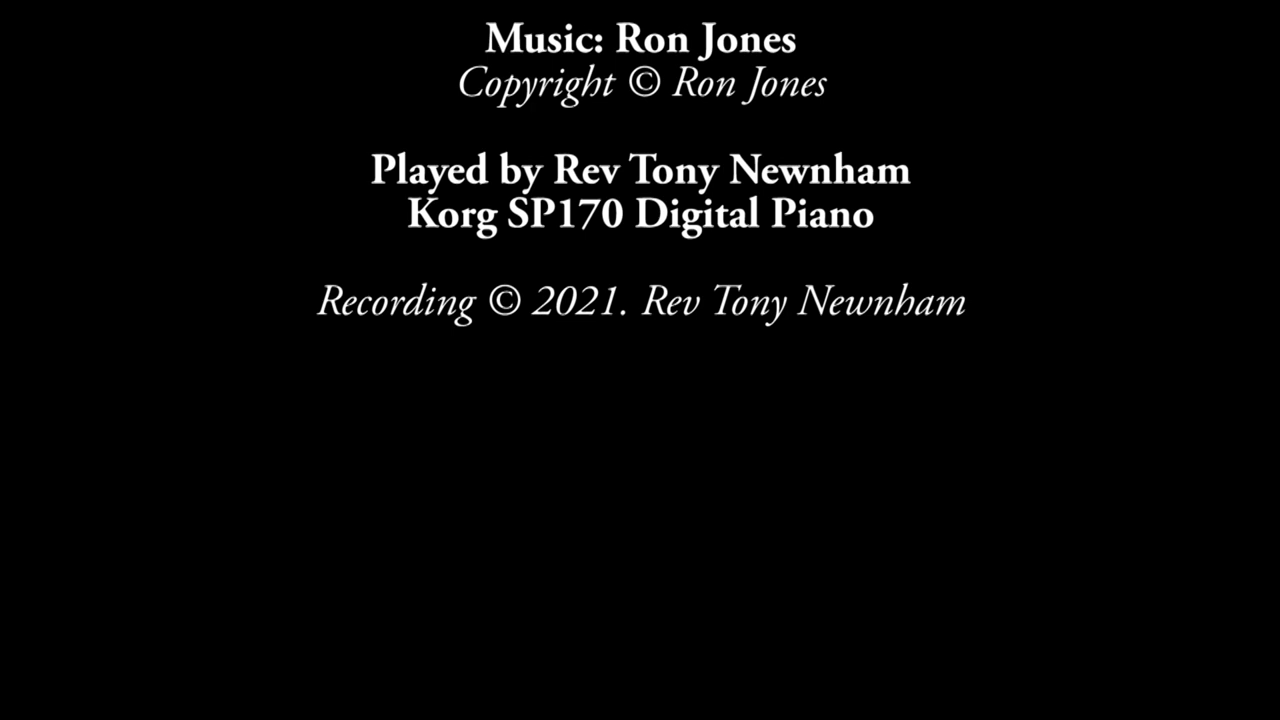 Music: Ron Jones
Copyright © Ron Jones
Played by Rev Tony Newnham
Korg SP170 Digital Piano
Recording © 2021. Rev Tony Newnham